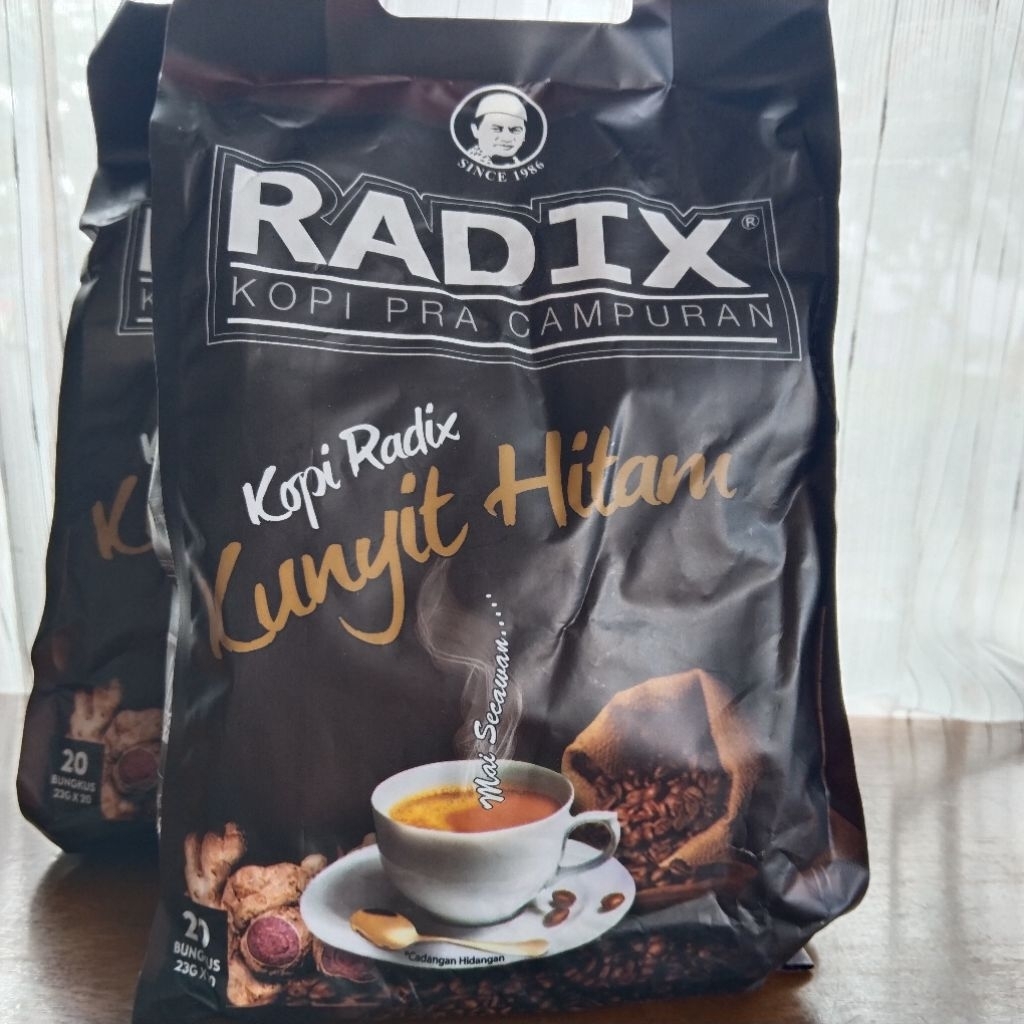 SINCE 1986
RADIX®
KOPI PRA CAMPURAN
Kopi Radix
Kunyit Hitam
Mai Secawan....
20
BUNGKUS
23G X 20
*Cadangan Hidangan
20
BUNGKUS
23G X 20